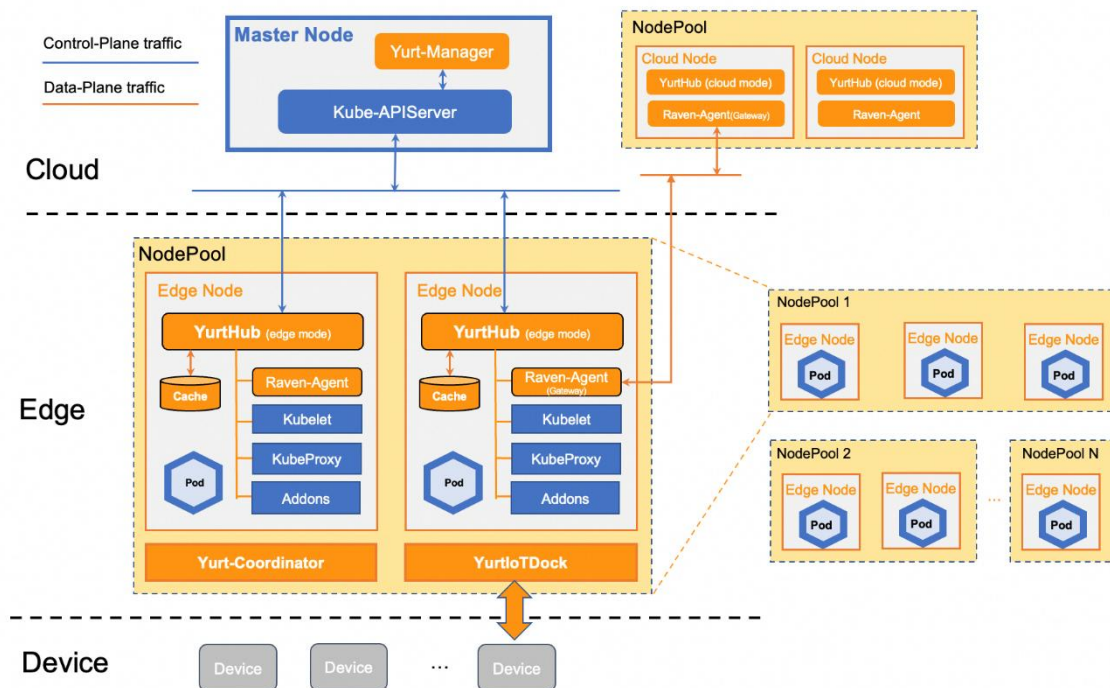 Control-Plane traffic
Data-Plane traffic
Master Node
Yurt-Manager
Kube-APIServer
NodePool
Cloud Node
YurtHub (cloud mode)
Raven-Agent(Gateway)
Cloud Node
YurtHub (cloud mode)
Raven-Agent
Cloud
Edge
NodePool
Edge Node
YurtHub (edge mode)
Cache
Raven-Agent
Kubelet
KubeProxy
Addons
Pod
Edge Node
YurtHub (edge mode)
Cache
Raven-Agent
(Gateway)
Kubelet
KubeProxy
Addons
Pod
Yurt-Coordinator
YurtIoTDock
NodePool 1
Edge Node
Pod
Edge Node
Pod
Edge Node
Pod
NodePool 2
Edge Node
Pod
Edge Node
Pod
...
NodePool N
Edge Node
Pod
Device
Device
Device
...
Device